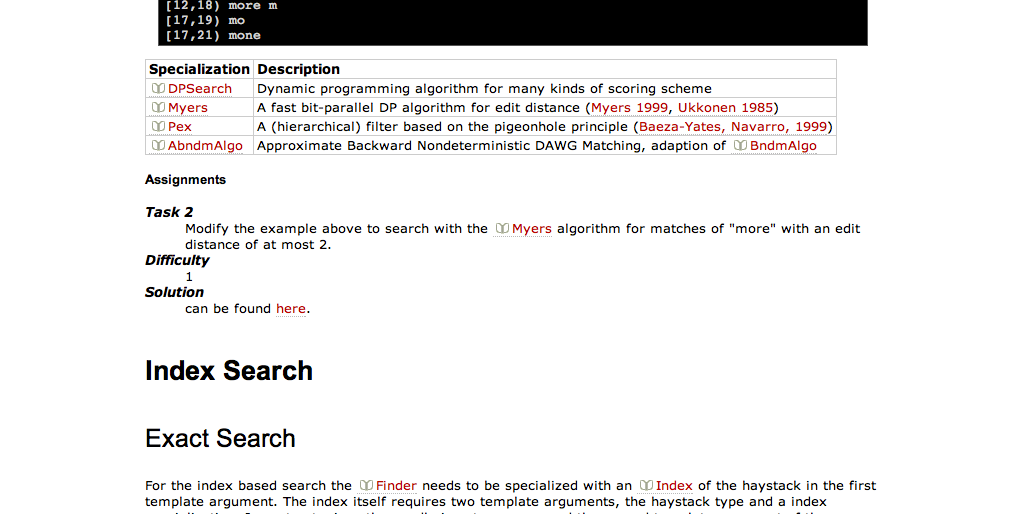 [12,18) more m
[17,19) mo
[17,21) mone
Specialization Description
DPSearch Dynamic programming algorithm for many kinds of scoring scheme
Myers A fast bit-parallel DP algorithm for edit distance (Myers 1999, Ukkonen 1985)
Pex A (hierarchical) filter based on the pigeonhole principle (Baeza-Yates, Navarro, 1999)
AbndmAlgo Approximate Backward Nondeterministic DAWG Matching, adaption of BndmAlgo
Assignments
Task 2
Modify the example above to search with the Myers algorithm for matches of "more" with an edit
distance of at most 2.
Difficulty
1
Solution
can be found here.
Index Search
Exact Search
For the index based search the Finder needs to be specialized with an Index of the haystack in the first
template argument. The index itself requires two template arguments, the haystack type and a index